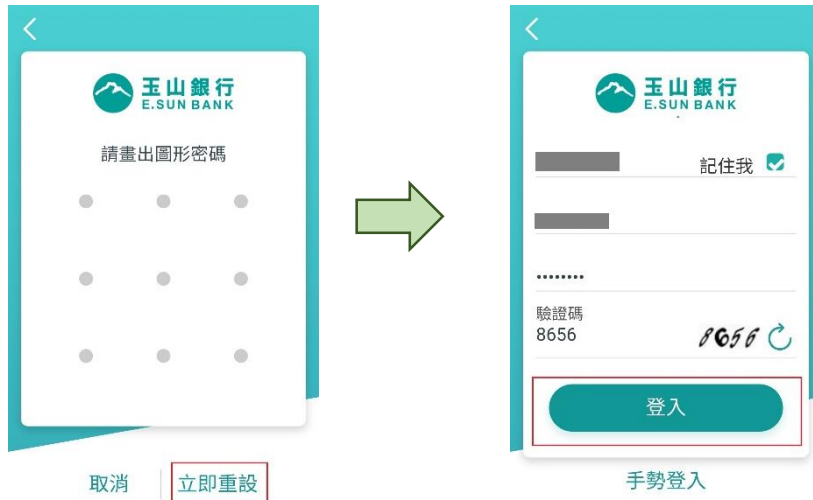 玉山銀行
E.SUN BANK
請畫出圖形密碼
取消
立即重設
玉山銀行
E.SUN BANK
記住我
••••••••
驗證碼
8656
8656
登入
手勢登入